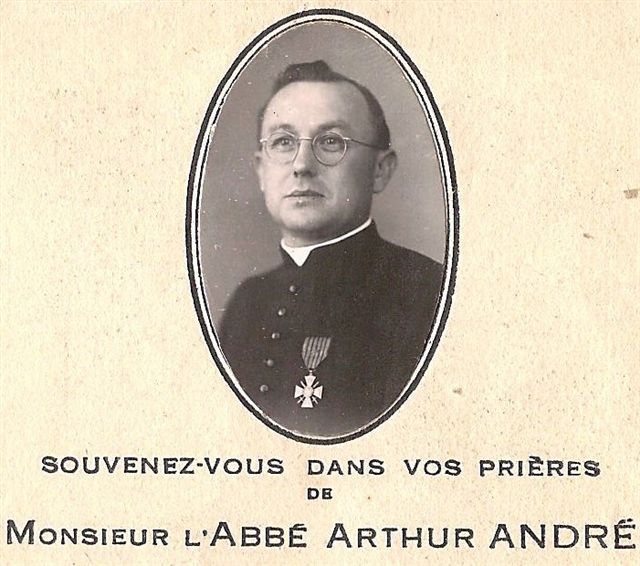 SOUVENEZ-VOUS DANS VOS PRIÈRES
DE
MONSIEUR L'ABBÉ ARTHUR ANDRÉ